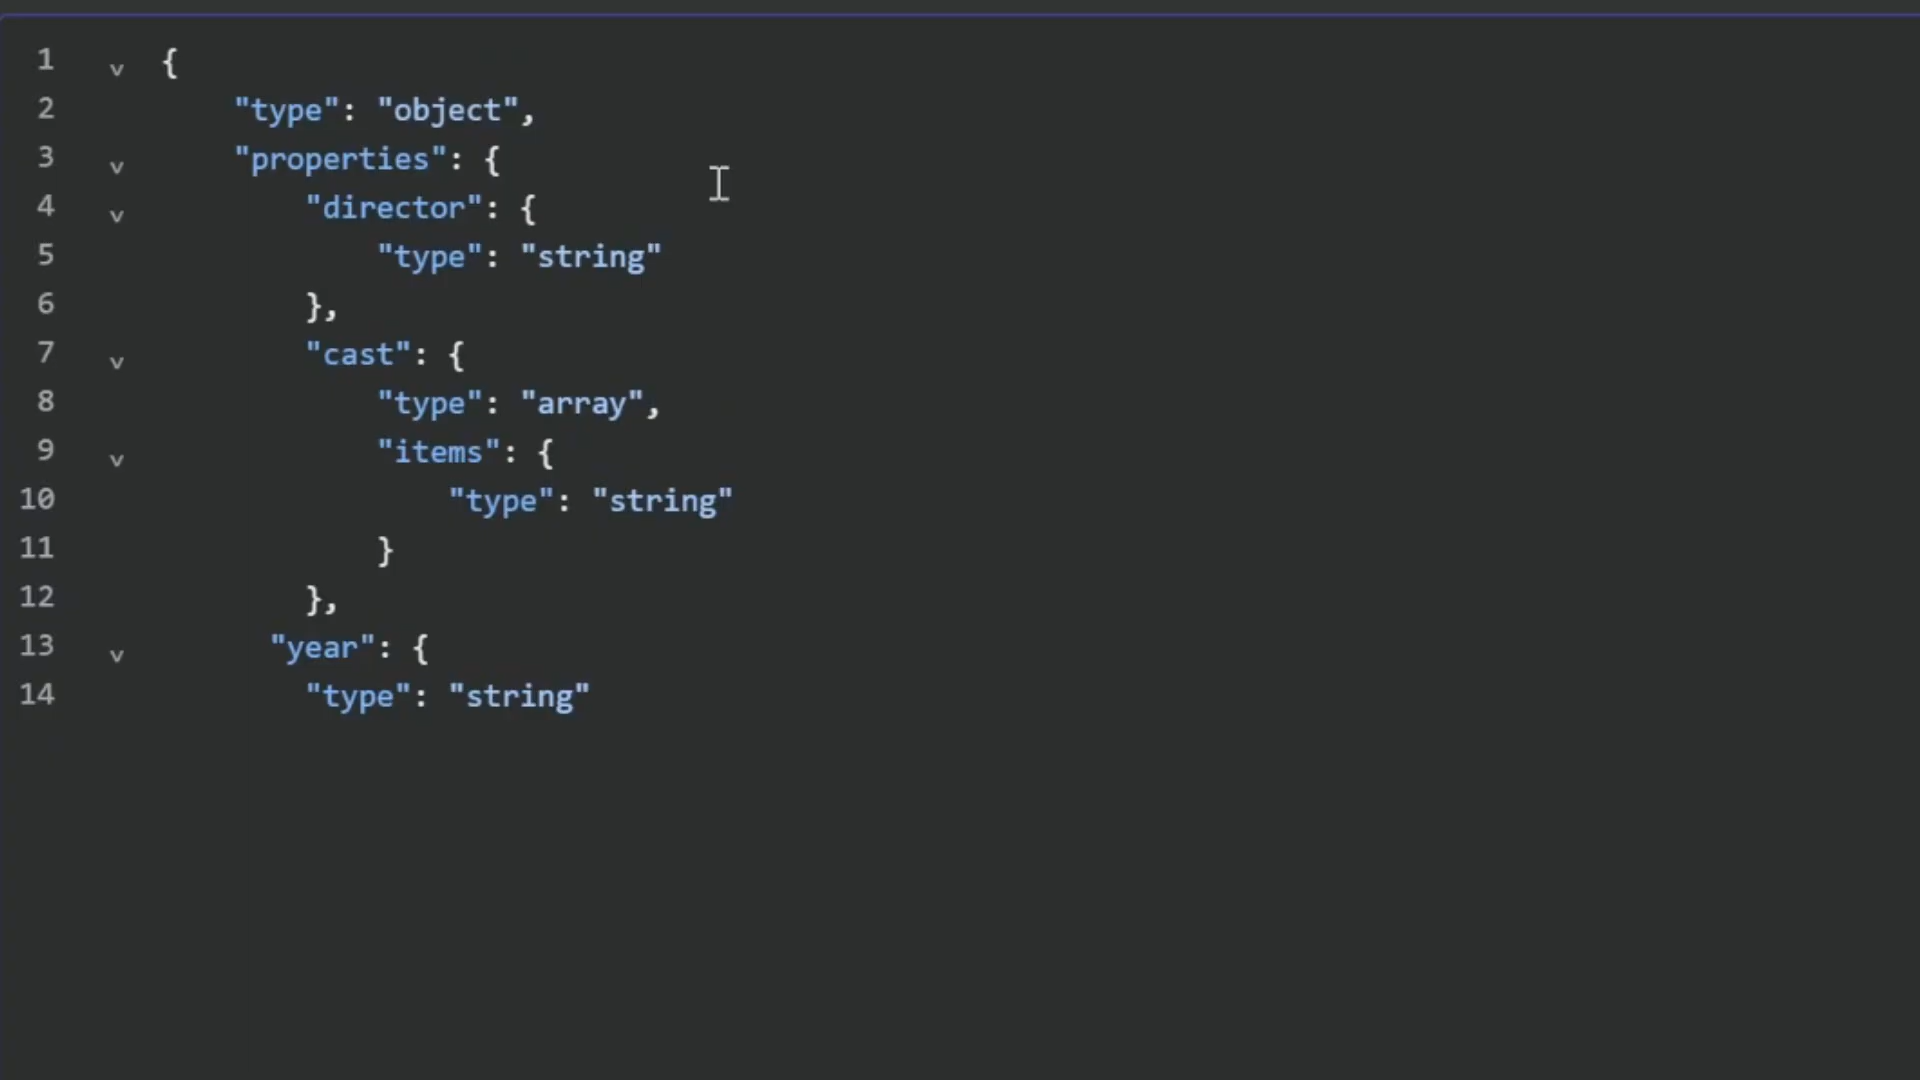 1 v {
2 "type": "object",
3 v "properties": {
4 v "director": {
5 "type": "string"
6 },
7 v "cast": {
8 "type": "array",
9 v "items": {
10 "type": "string"
11 }
12 },
13 v "year": {
14 "type": "string"